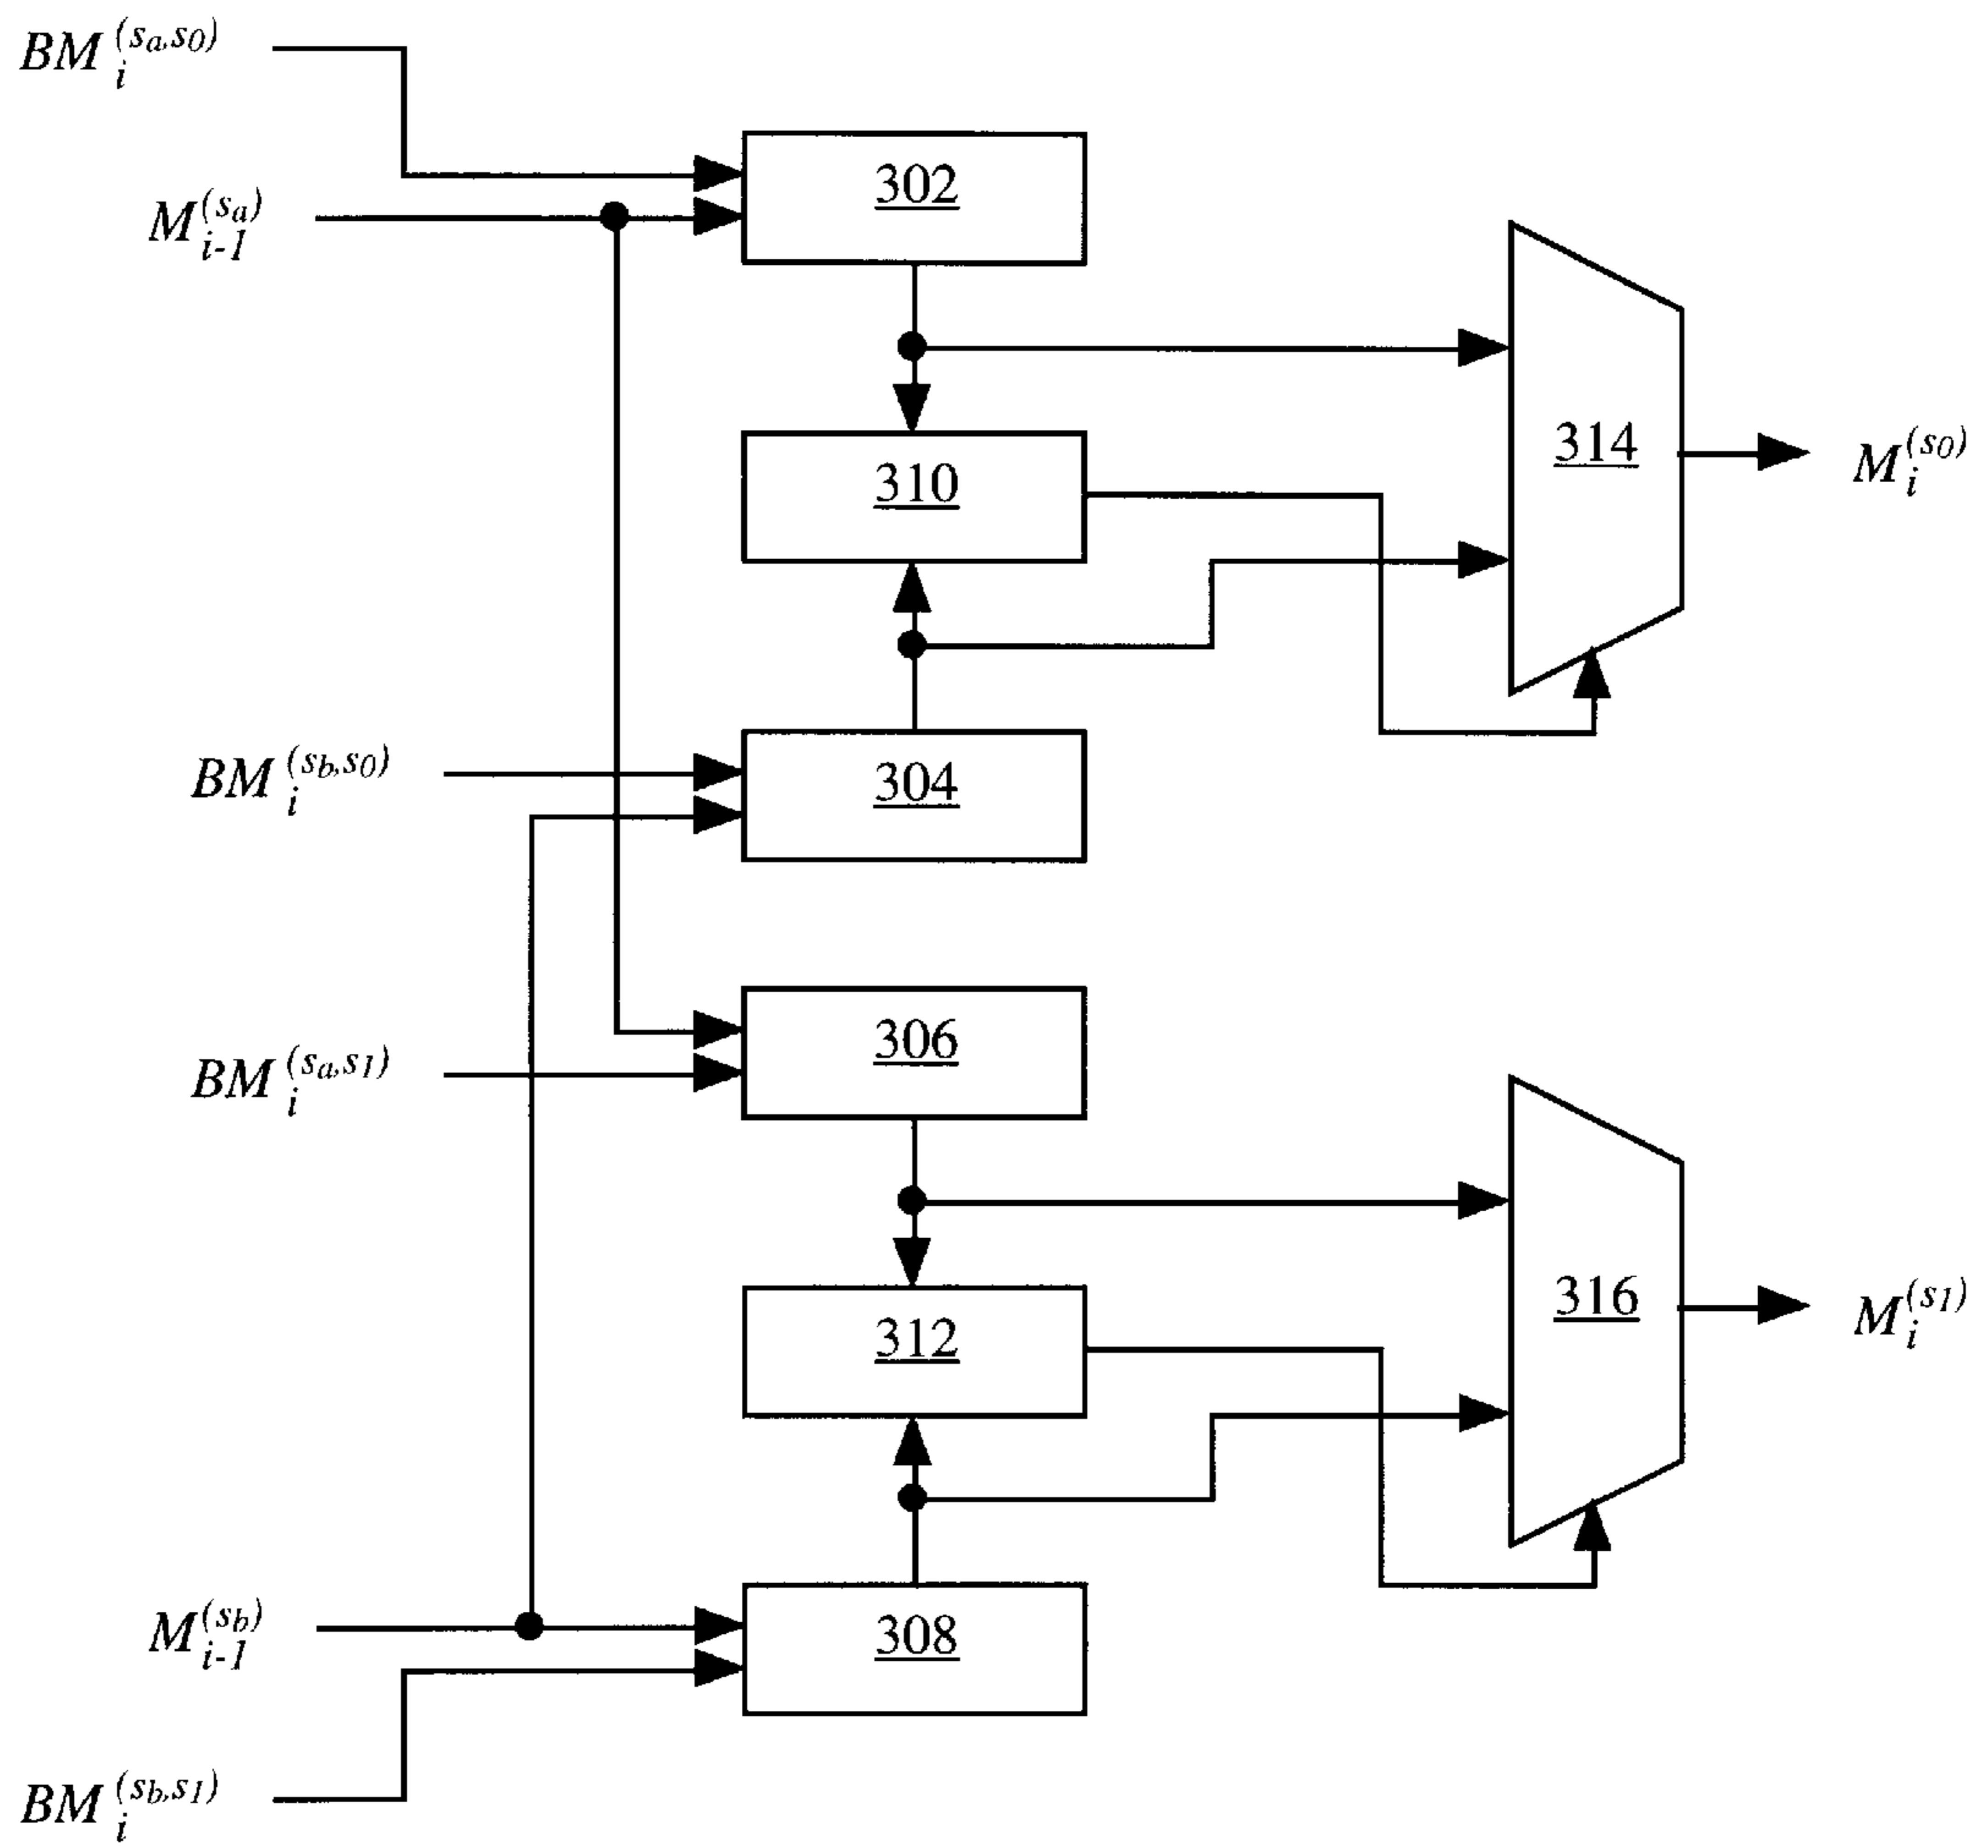 BM_i^(sa,s0)
302
M_i-1^(sa)
314
M_i^(s0)
310
BM_i^(sb,s0)
304
306
BM_i^(sa,s1)
316
M_i^(s1)
312
M_i-1^(sb)
308
BM_i^(sb,s1)